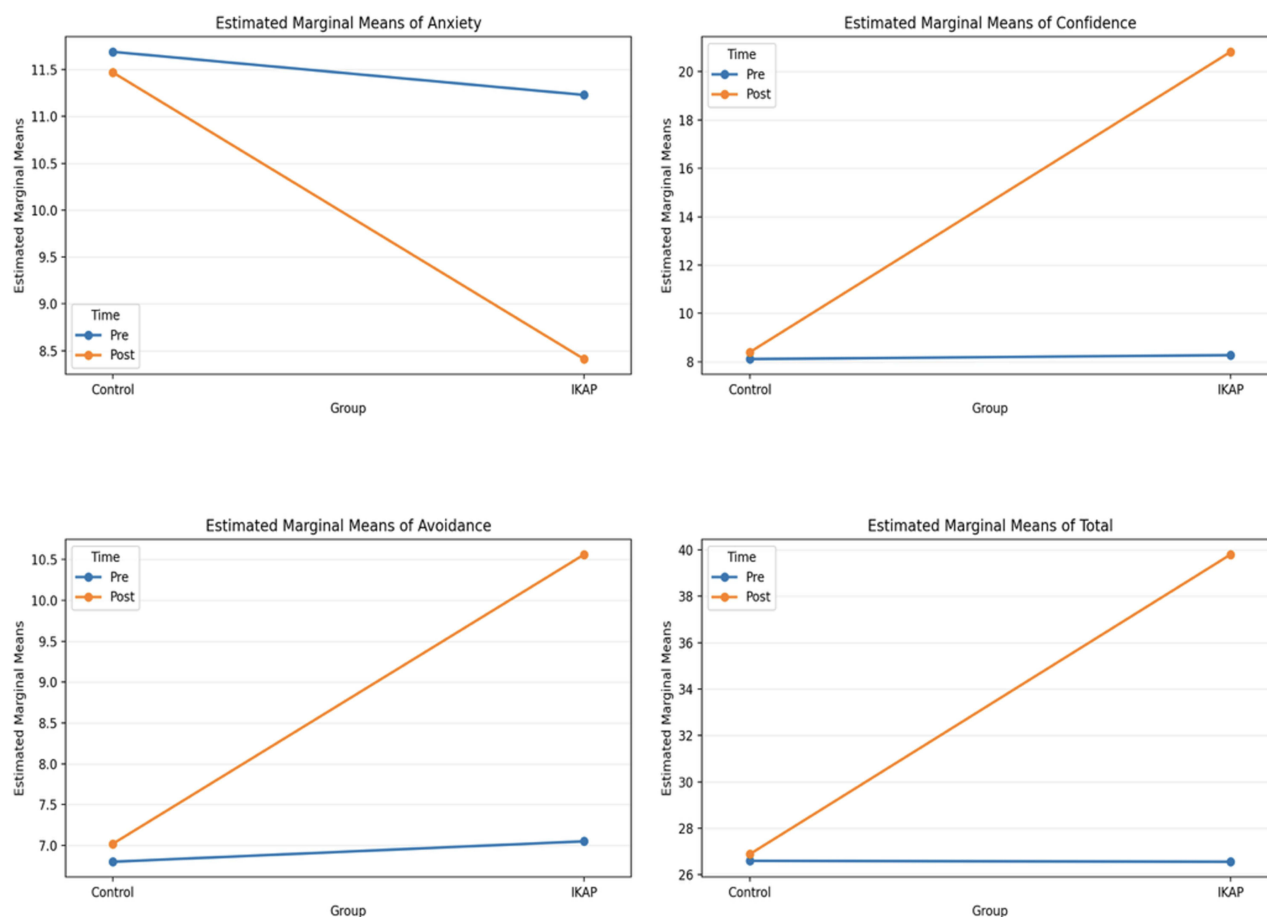 Estimated Marginal Means of Anxiety
Estimated Marginal Means
11.5
11.0
10.5
10.0
9.5
9.0
8.5
Time
Pre
Post
Control
IKAP
Group
Estimated Marginal Means of Confidence
Estimated Marginal Means
20
18
16
14
12
10
8
Time
Pre
Post
Control
IKAP
Group
Estimated Marginal Means of Avoidance
Estimated Marginal Means
10.5
10.0
9.5
9.0
8.5
8.0
7.5
7.0
Time
Pre
Post
Control
IKAP
Group
Estimated Marginal Means of Total
Estimated Marginal Means
40
38
36
34
32
30
28
26
Time
Pre
Post
Control
IKAP
Group